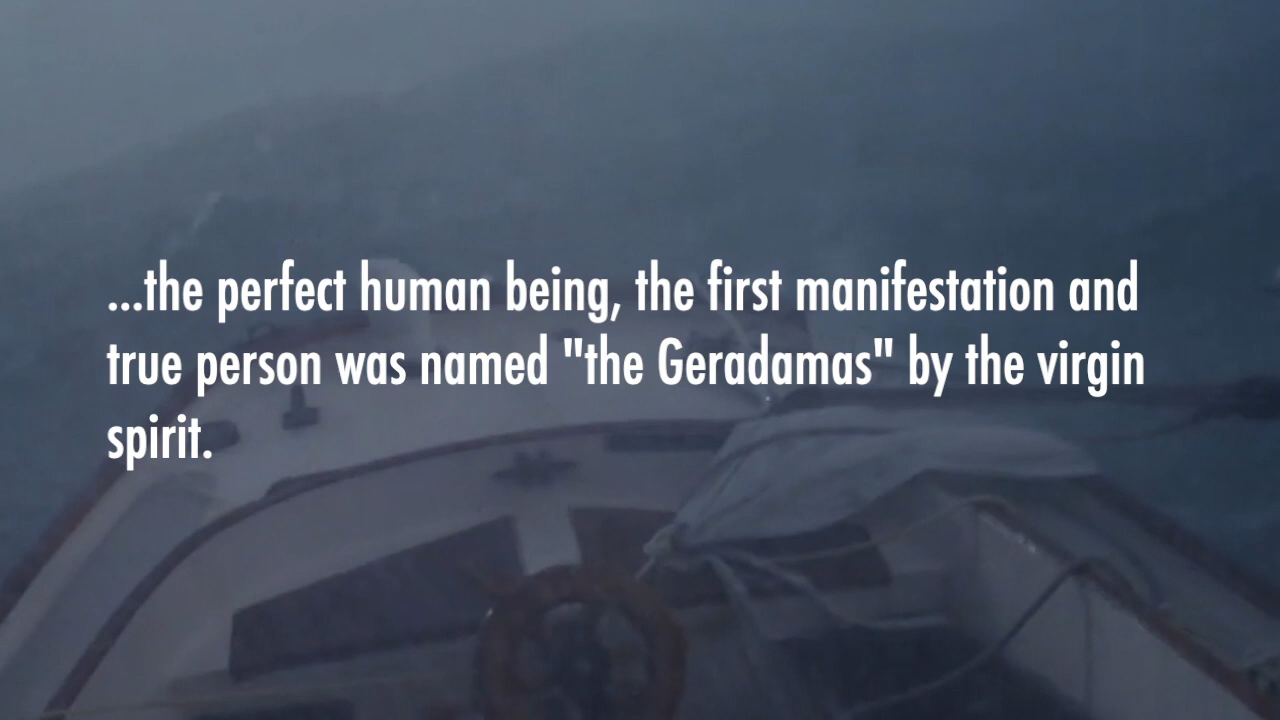 ...the perfect human being, the first manifestation and
true person was named "the Geradamas" by the virgin
spirit.